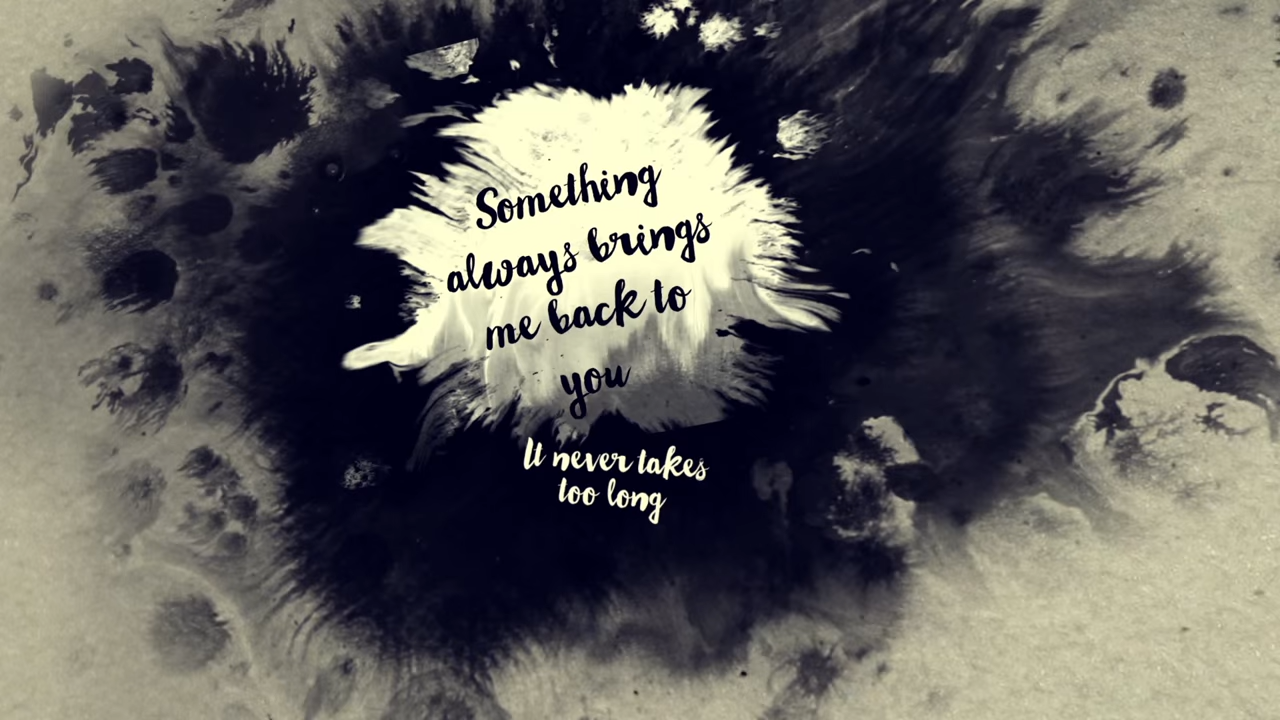 Something
always brings
me back to
you
It never takes
too long